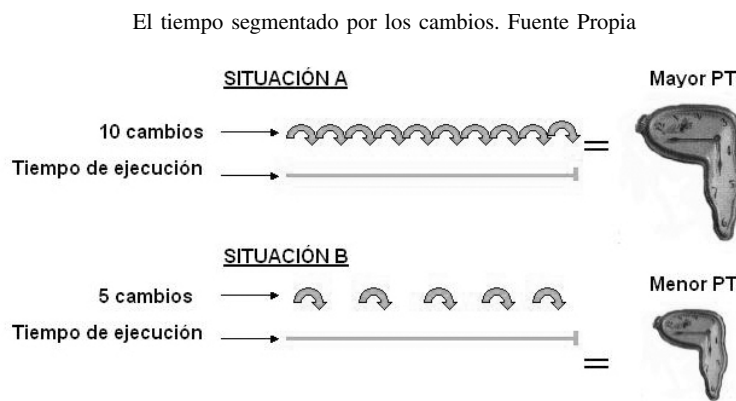 El tiempo segmentado por los cambios. Fuente Propia
SITUACIÓN A
Mayor PT
10 cambios
=
Tiempo de ejecución
SITUACIÓN B
Menor PT
5 cambios
Tiempo de ejecución
=